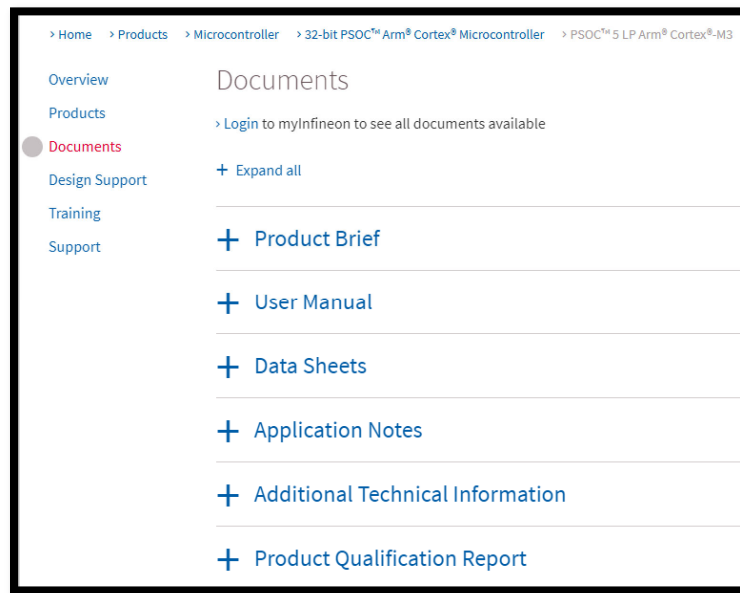 › Home › Products › Microcontroller › 32-bit PSOC™ Arm® Cortex® Microcontroller › PSOC™ 5 LP Arm® Cortex®-M3
Overview
Products
Documents
Design Support
Training
Support
Documents
› Login to myInfineon to see all documents available
+ Expand all
+ Product Brief
+ User Manual
+ Data Sheets
+ Application Notes
+ Additional Technical Information
+ Product Qualification Report